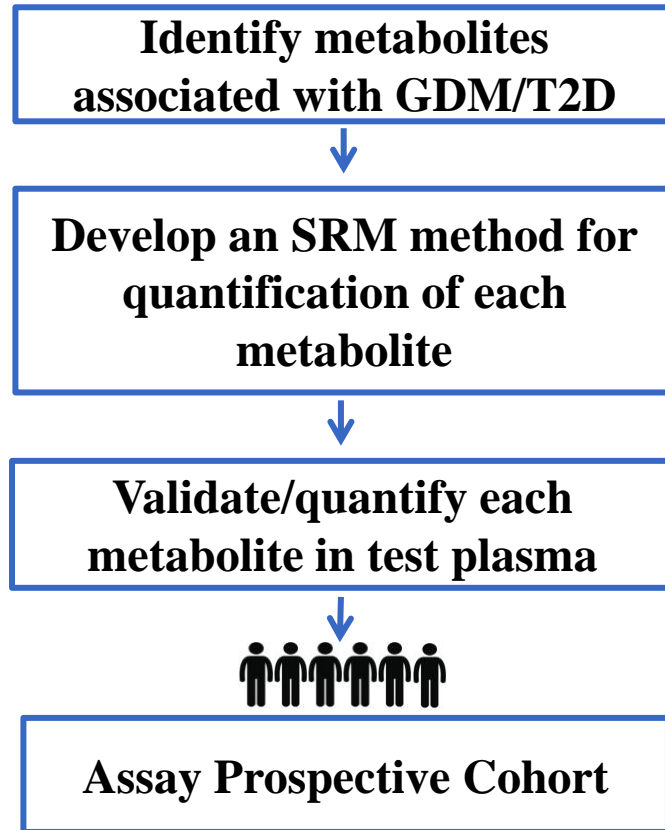 Identify metabolites
associated with GDM/T2D
Develop an SRM method for
quantification of each
metabolite
Validate/quantify each
metabolite in test plasma
Assay Prospective Cohort